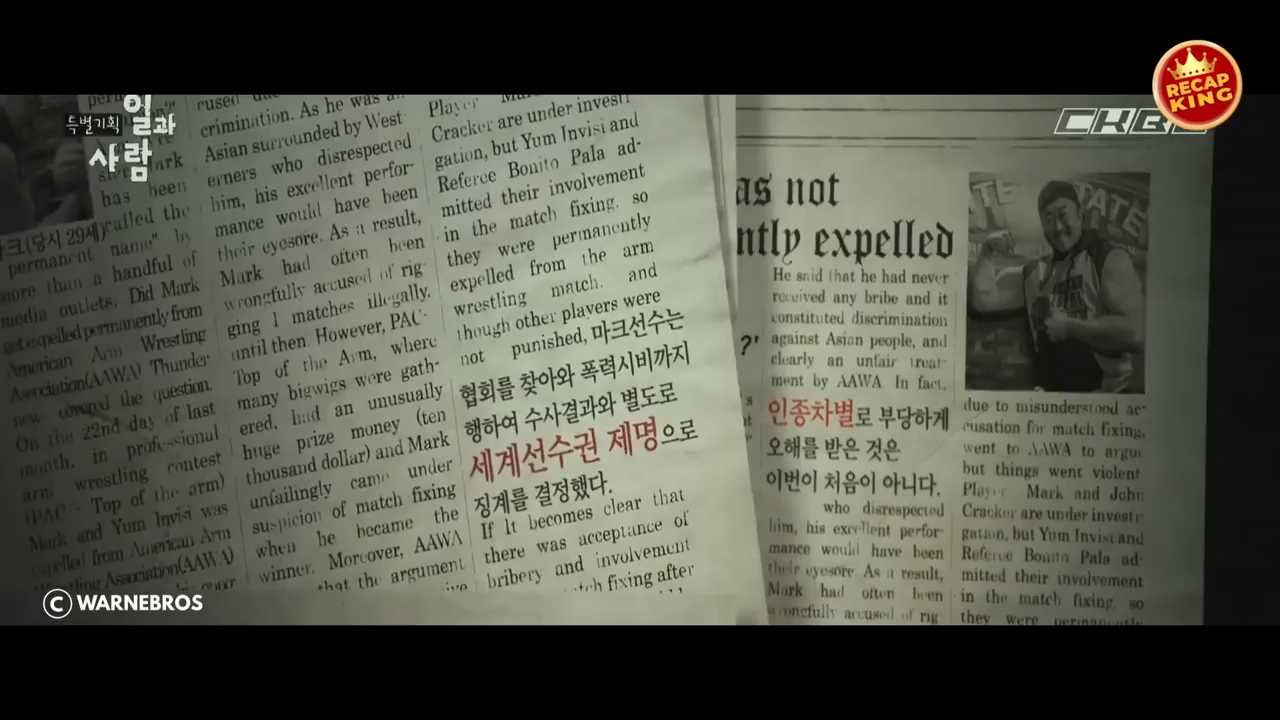 특별기획 일과
사람
RECAP
KING
CKBC
has been
called the
마크(당시 29세)
permanent name" by
more than a handful of
media outlets. Did Mark
get expelled permanently from
American Arm Wrestling
Association(AAWA) Thunder
now covered the question.
On the 22nd day of last
month, in professional
arm wrestling contest
(PAC - Top of the arm)
Mark and Yum Invisi was
expelled from American Arm
Association(AAWA)
crimination. As he was
Asian surrounded by West-
erners who disrespected
him, his excellent perfor-
mance would have been
their eyesore. As a result,
Mark had often been
wrongfully accused of rig-
ging 1 matches illegally.
until then. However, PAC-
Top of the Arm, where
many bigwigs were gath-
ered, had an unusually
huge prize money (ten
thousand dollar) and Mark
unfailingly came under
suspicion of match fixing
when he became the
winner. Moreover, AAWA
that the argument
Player
Cracker are under investi
gation, but Yum Invisi and
Referee Bonito Pala ad-
mitted their involvement
in the match fixing. so
they were permanently
expelled from the arm
wrestling match. and
though other players were
not punished, 마크선수는
협회를 찾아와 폭력시비까지
행하여 수사결과와 별도로
세계선수권 제명으로
징계를 결정했다.
If It becomes clear that
there was acceptance of
bribery and involvement
match fixing after
as not
ntly expelled
?'
He said that he had never
received any bribe and it
constituted discrimination
against Asian people, and
clearly an unfair treat-
ment by AAWA. In fact,
인종차별로 부당하게
오해를 받은 것은
이번이 처음이 아니다.
who disrespected
him, his excellent perfor-
mance would have been
their eyesore. As a result,
Mark had often been
wrongfully accused of rig-
due to misunderstood ac-
cusation for match fixing,
went to AAWA to argue
but things went violent
Player Mark and John
Cracker are under investi-
gation, but Yum Invisi and
Referee Bonito Pala ad-
mitted their involvement
in the match fixing. so
they were permanently
© WARNEBROS